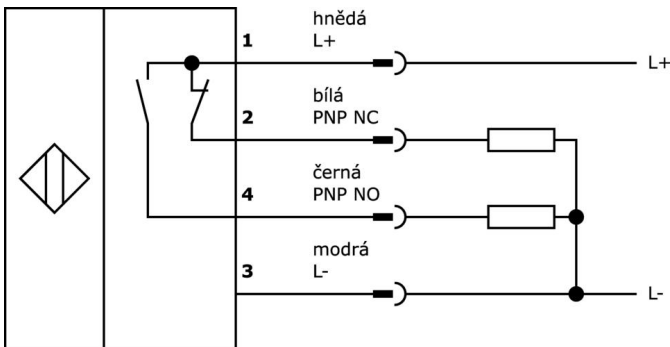 hnědá
1 L+
L+
bílá
2 PNP NC
černá
4 PNP NO
modrá
3 L-
L-